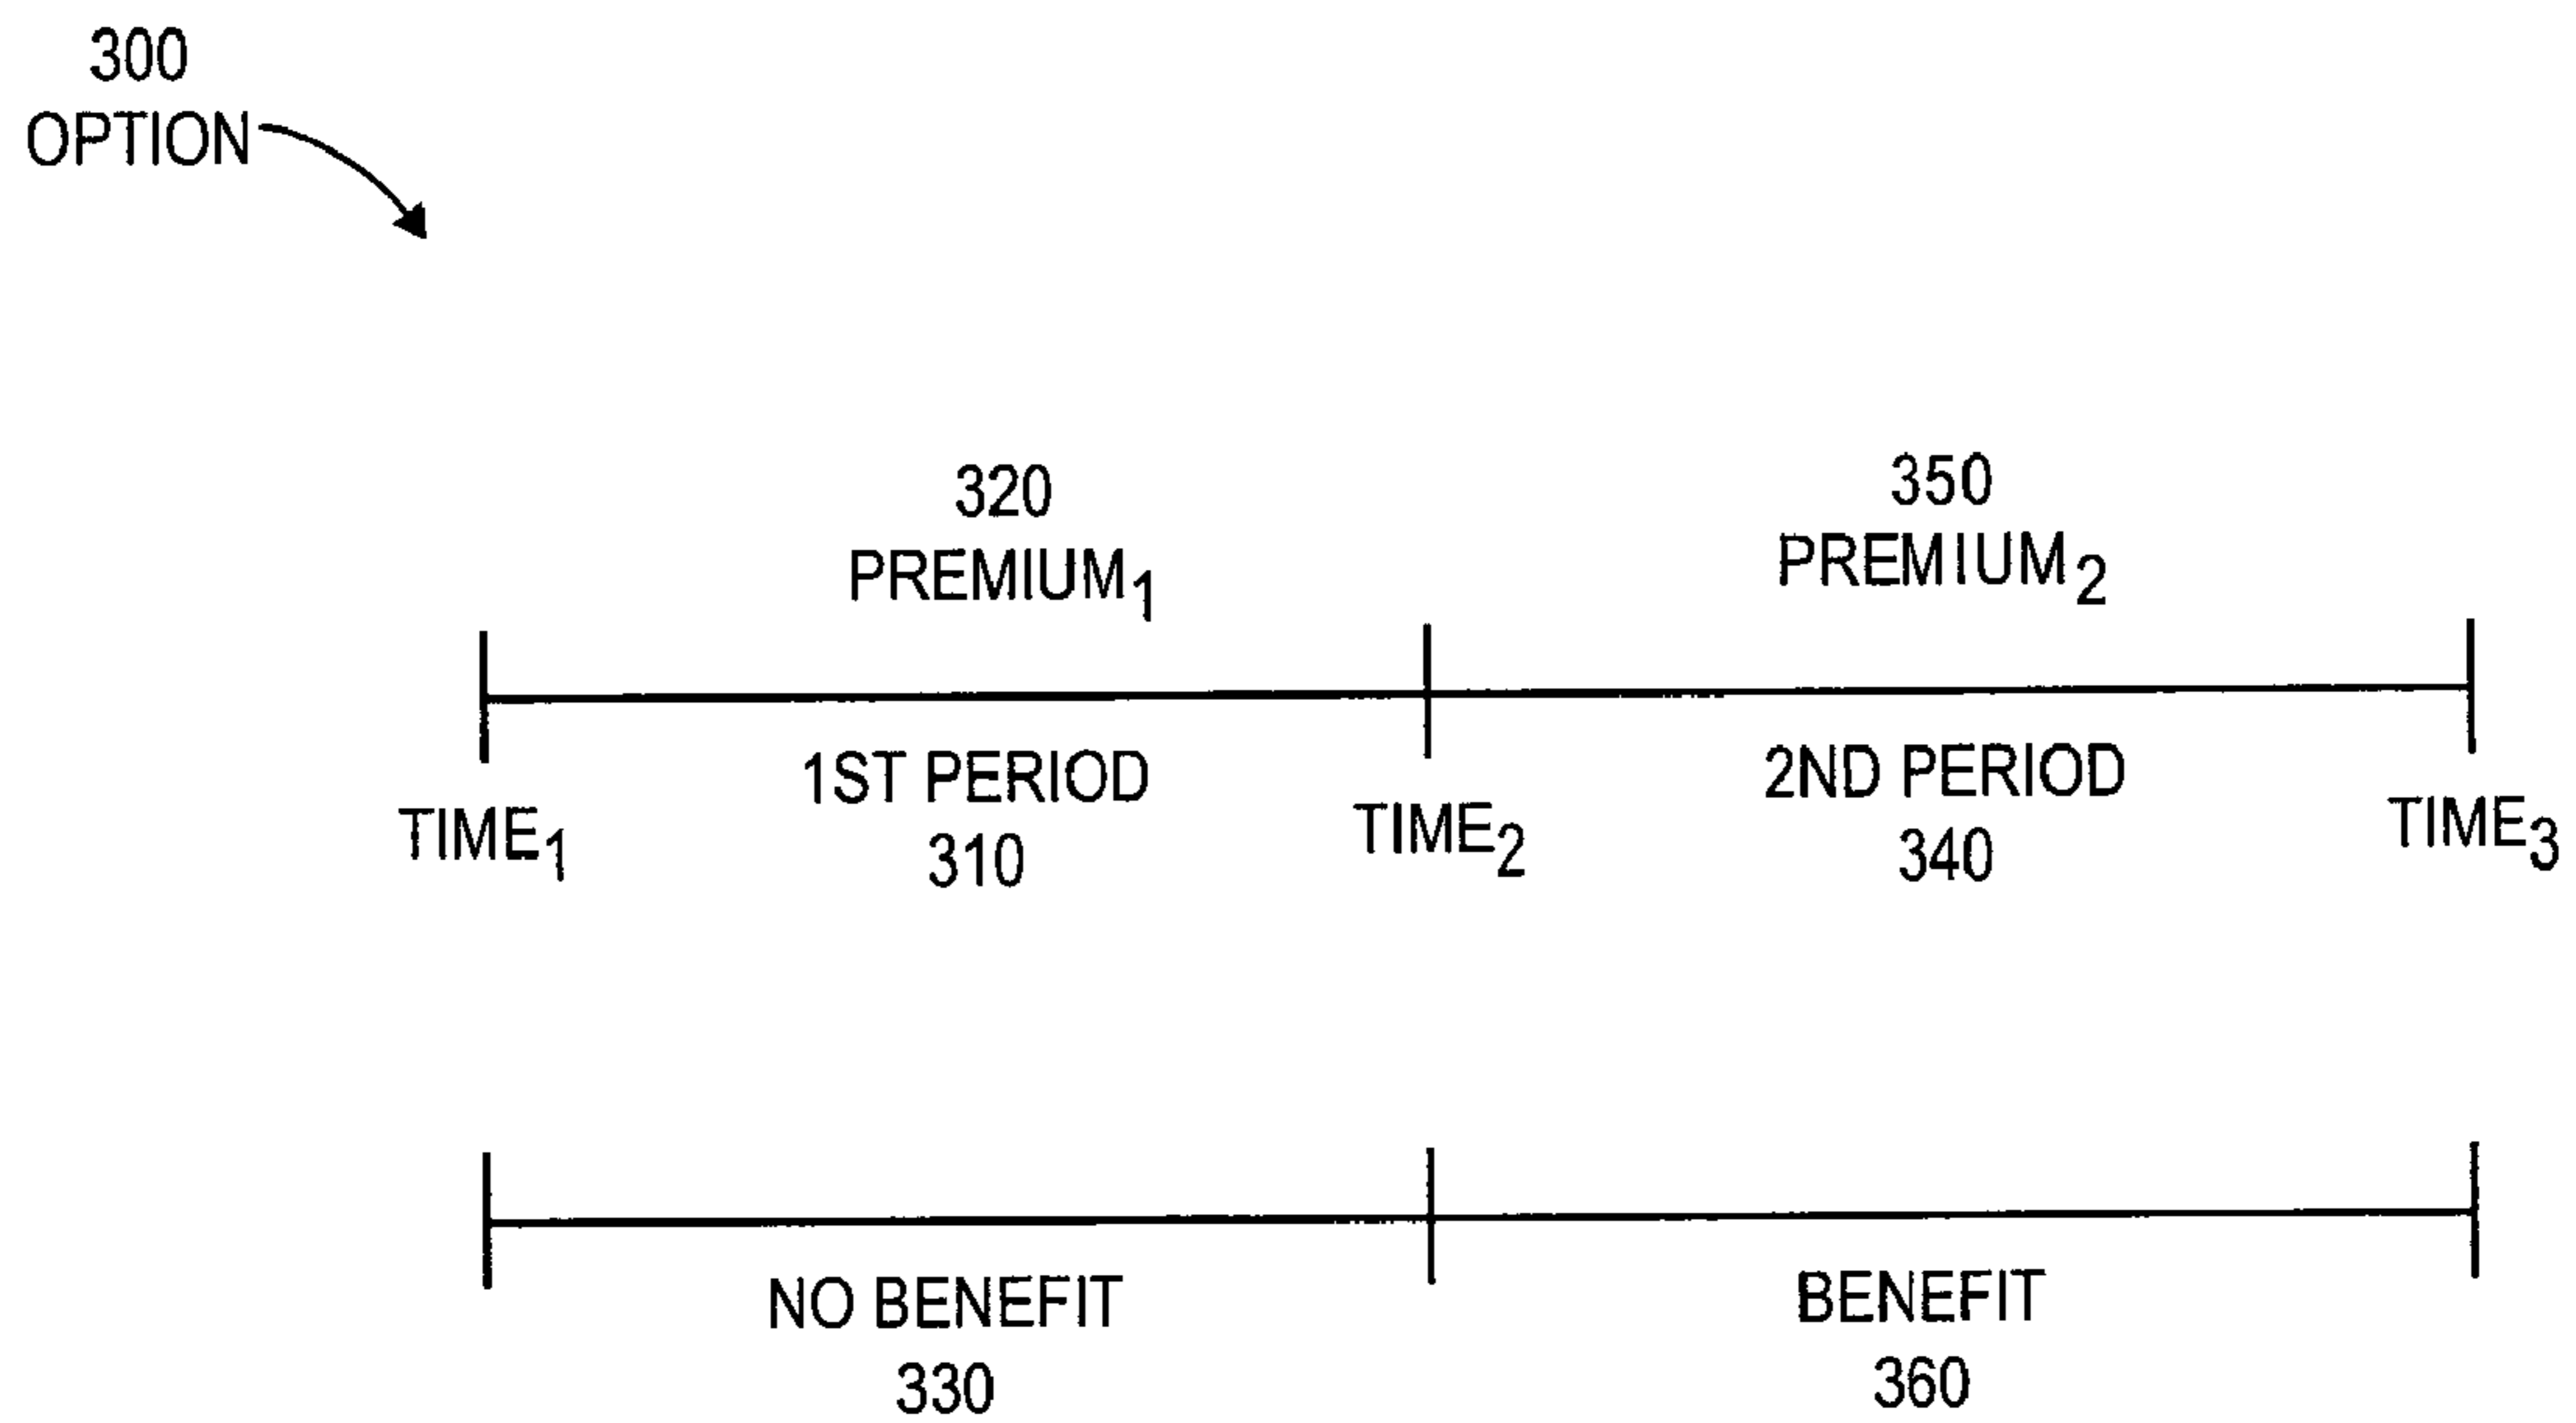 300
OPTION
320
PREMIUM1
350
PREMIUM2
1ST PERIOD
310
2ND PERIOD
340
TIME1
TIME2
TIME3
NO BENEFIT
330
BENEFIT
360